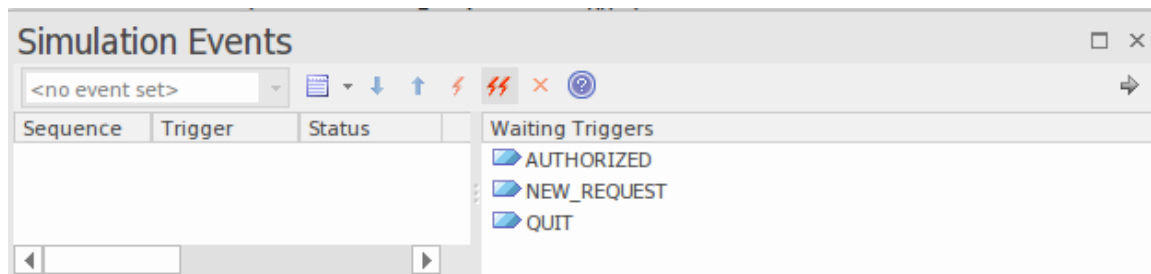 Simulation Events
<no event set>
Sequence Trigger Status
Waiting Triggers
AUTHORIZED
NEW_REQUEST
QUIT